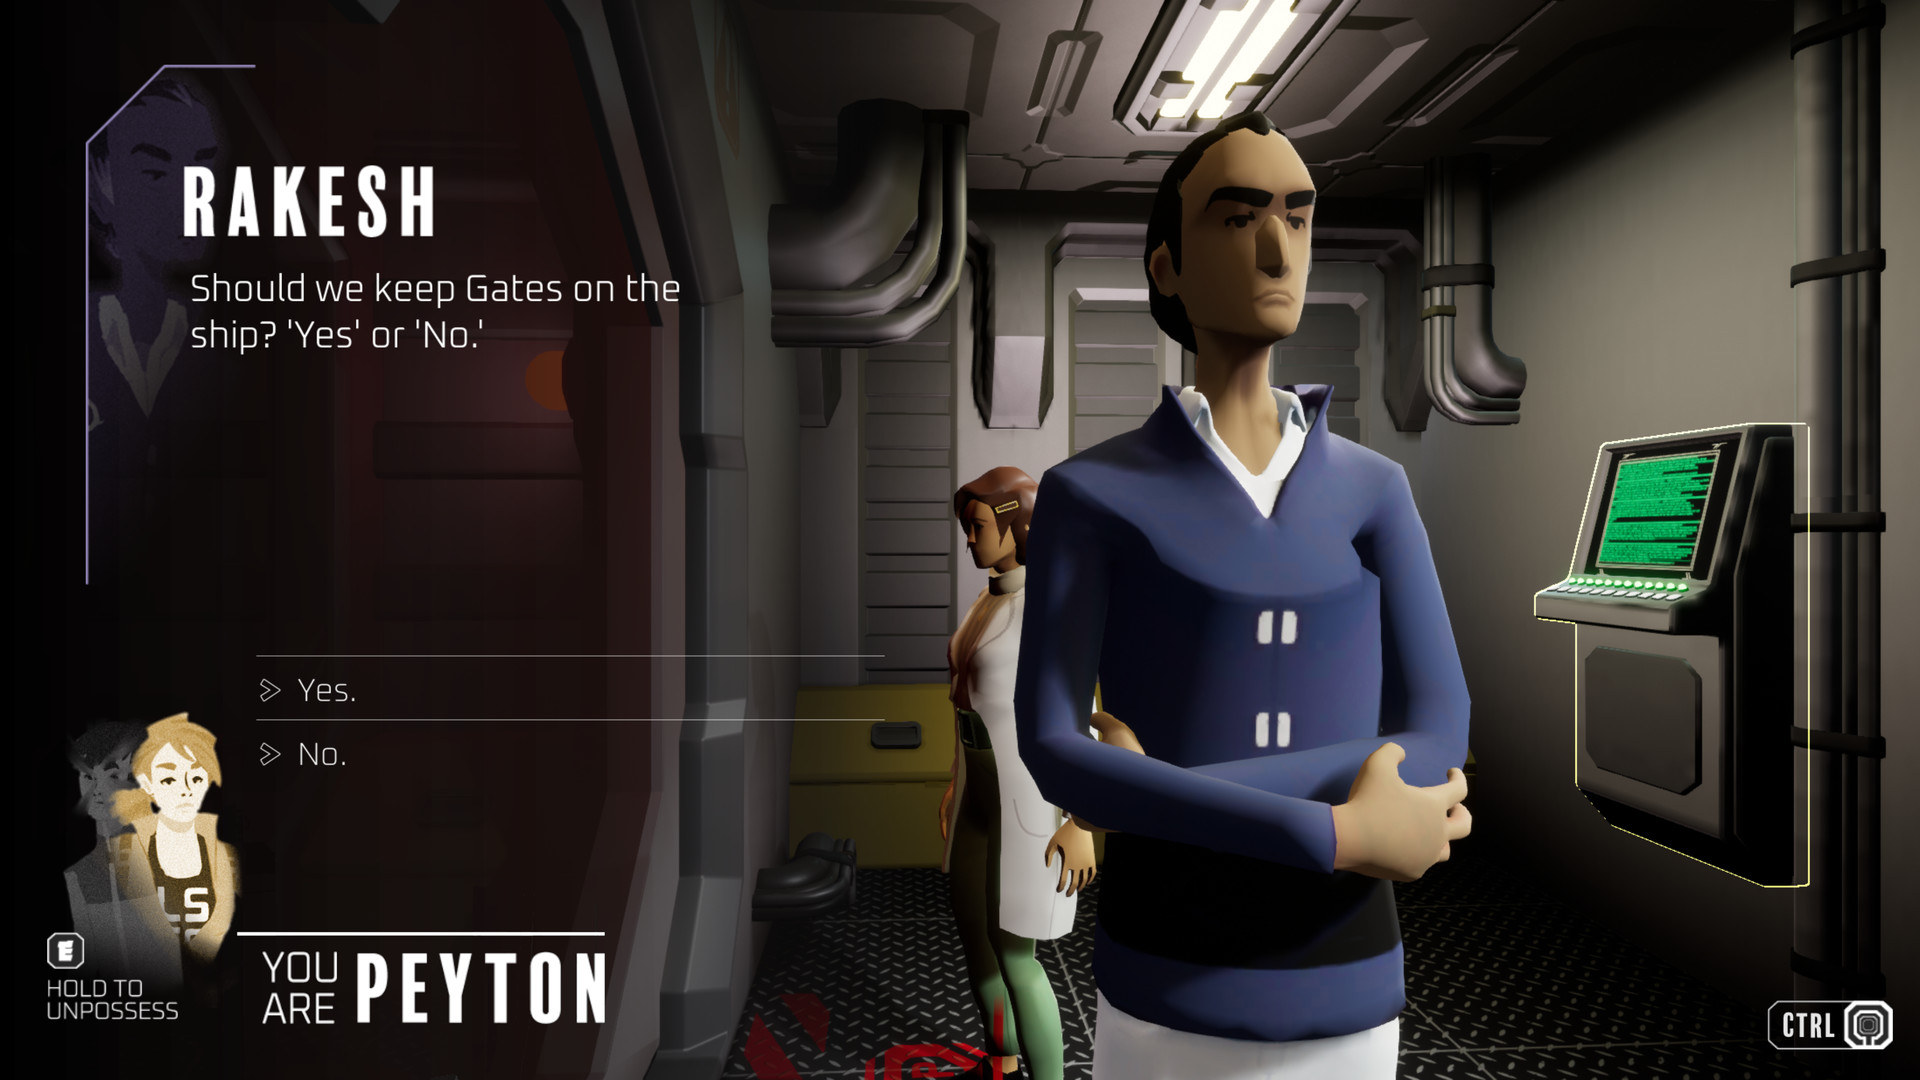 RAKESH
Should we keep Gates on the
ship? 'Yes' or 'No.'
Yes.
No.
LS
E
HOLD TO
UNPOSSESS
YOU
ARE
PEYTON
CTRL